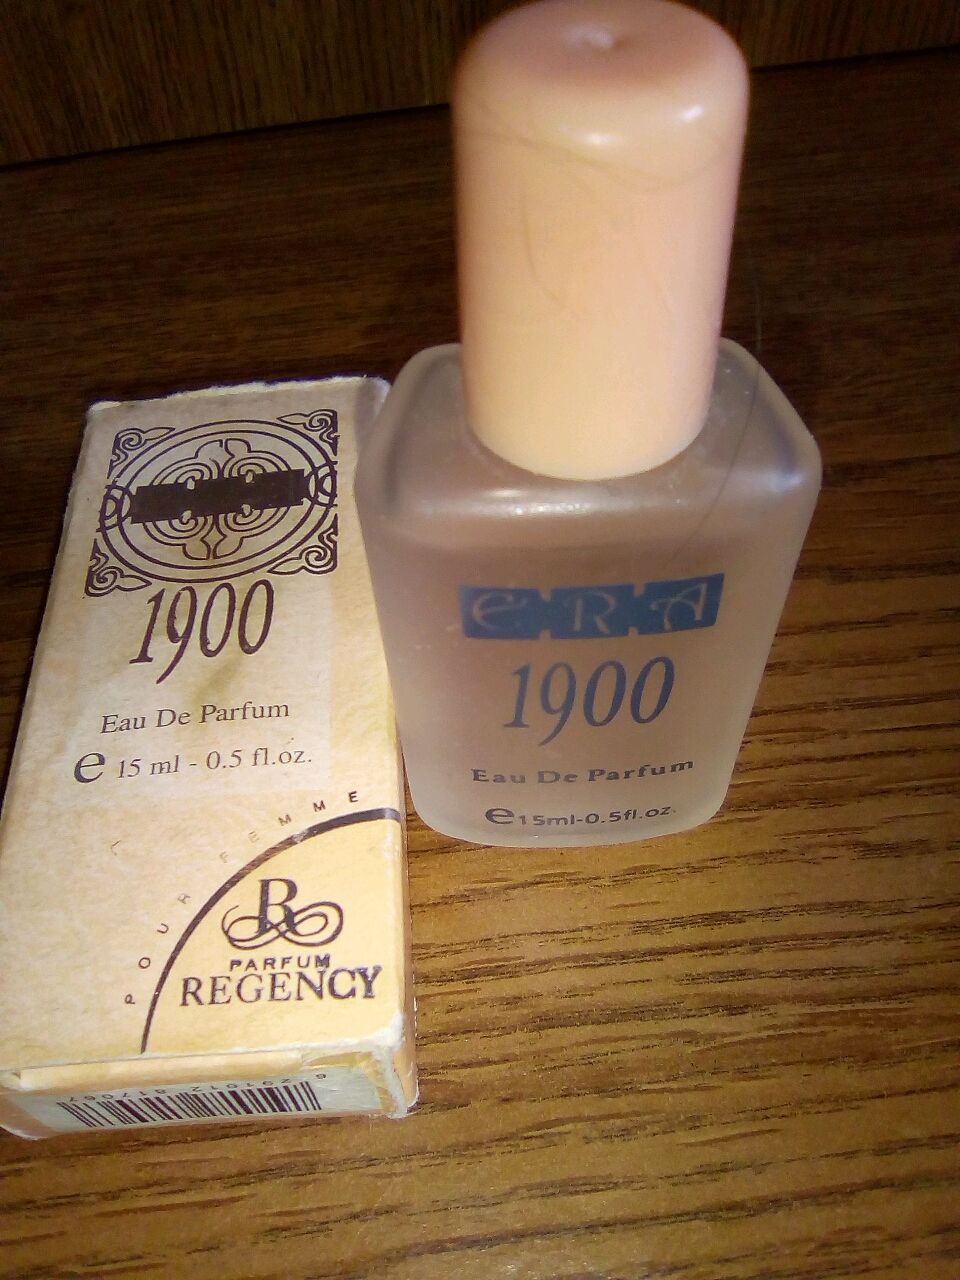 1900
Eau De Parfum
e 15 ml - 0.5 fl.oz.
POUR FEMME
R
PARFUM
REGENCY
ERA
1900
Eau De Parfum
e15ml-0.5fl.oz.